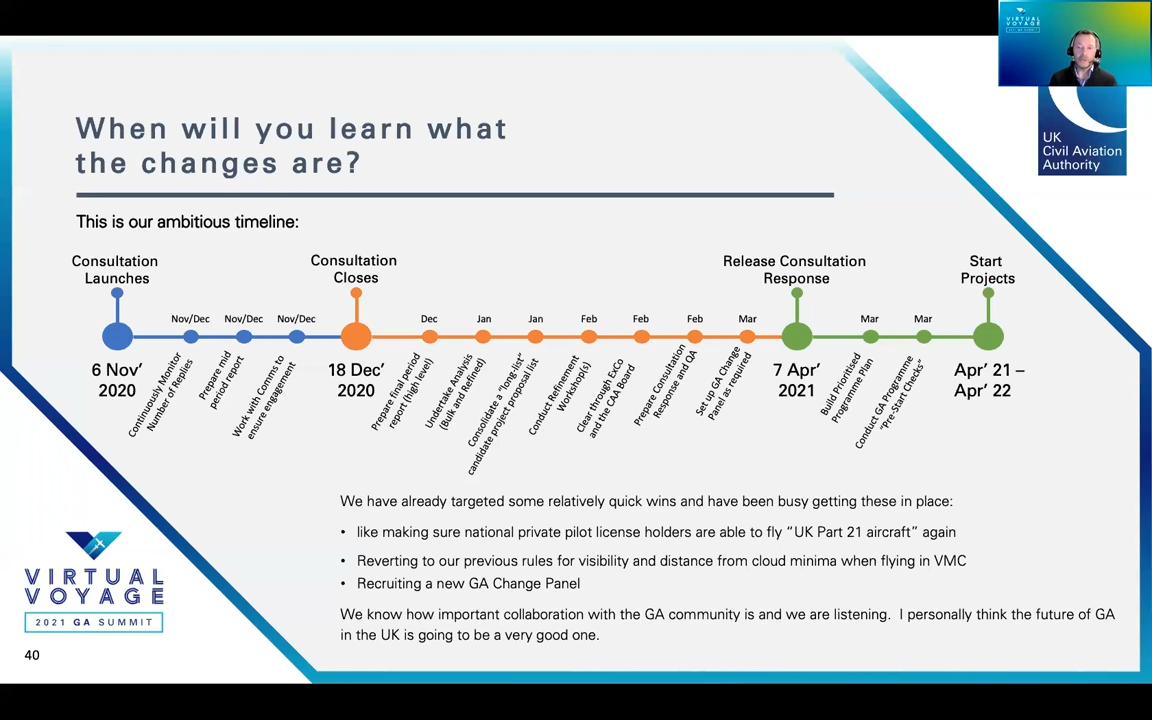 VIRTUAL
VOYAGE
UK
Civil Aviation
Authority
When will you learn what
the changes are?
This is our ambitious timeline:
Consultation
Launches
Consultation
Closes
Release Consultation
Response
Start
Projects
Nov/Dec
Nov/Dec
Nov/Dec
Dec
Jan
Jan
Feb
Feb
Feb
Mar
Mar
Mar
6 Nov'
2020
18 Dec'
2020
7 Apr'
2021
Apr' 21 –
Apr' 22
Continuously Monitor
Number of Replies
Prepare mid
period report
Work with Comms to
ensure engagement
Prepare final period
report (high level)
Undertake Analysis
(Bulk and Refined)
Consolidate a "long-list"
candidate project proposal list
Conduct Refinement
Workshop(s)
Clear through ExCo
and the CAA Board
Prepare Consultation
Response and QA
Set up GA Change
Panel as required
Build Prioritised
Programme Plan
Conduct GA Programme
"Pre-Start Checks"
We have already targeted some relatively quick wins and have been busy getting these in place:
• like making sure national private pilot license holders are able to fly “UK Part 21 aircraft” again
• Reverting to our previous rules for visibility and distance from cloud minima when flying in VMC
• Recruiting a new GA Change Panel
We know how important collaboration with the GA community is and we are listening. I personally think the future of GA
in the UK is going to be a very good one.
VIRTUAL
VOYAGE
2021 GA SUMMIT
40